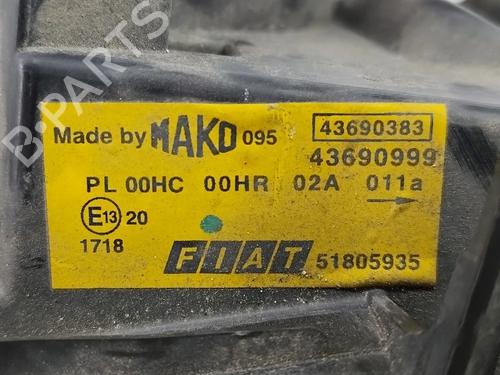 Made by MAKO 095 43690383
43690999
PL 00HC 00HR 02A 011a
E13 20
1718
FIAT 51805935
B-PARTS